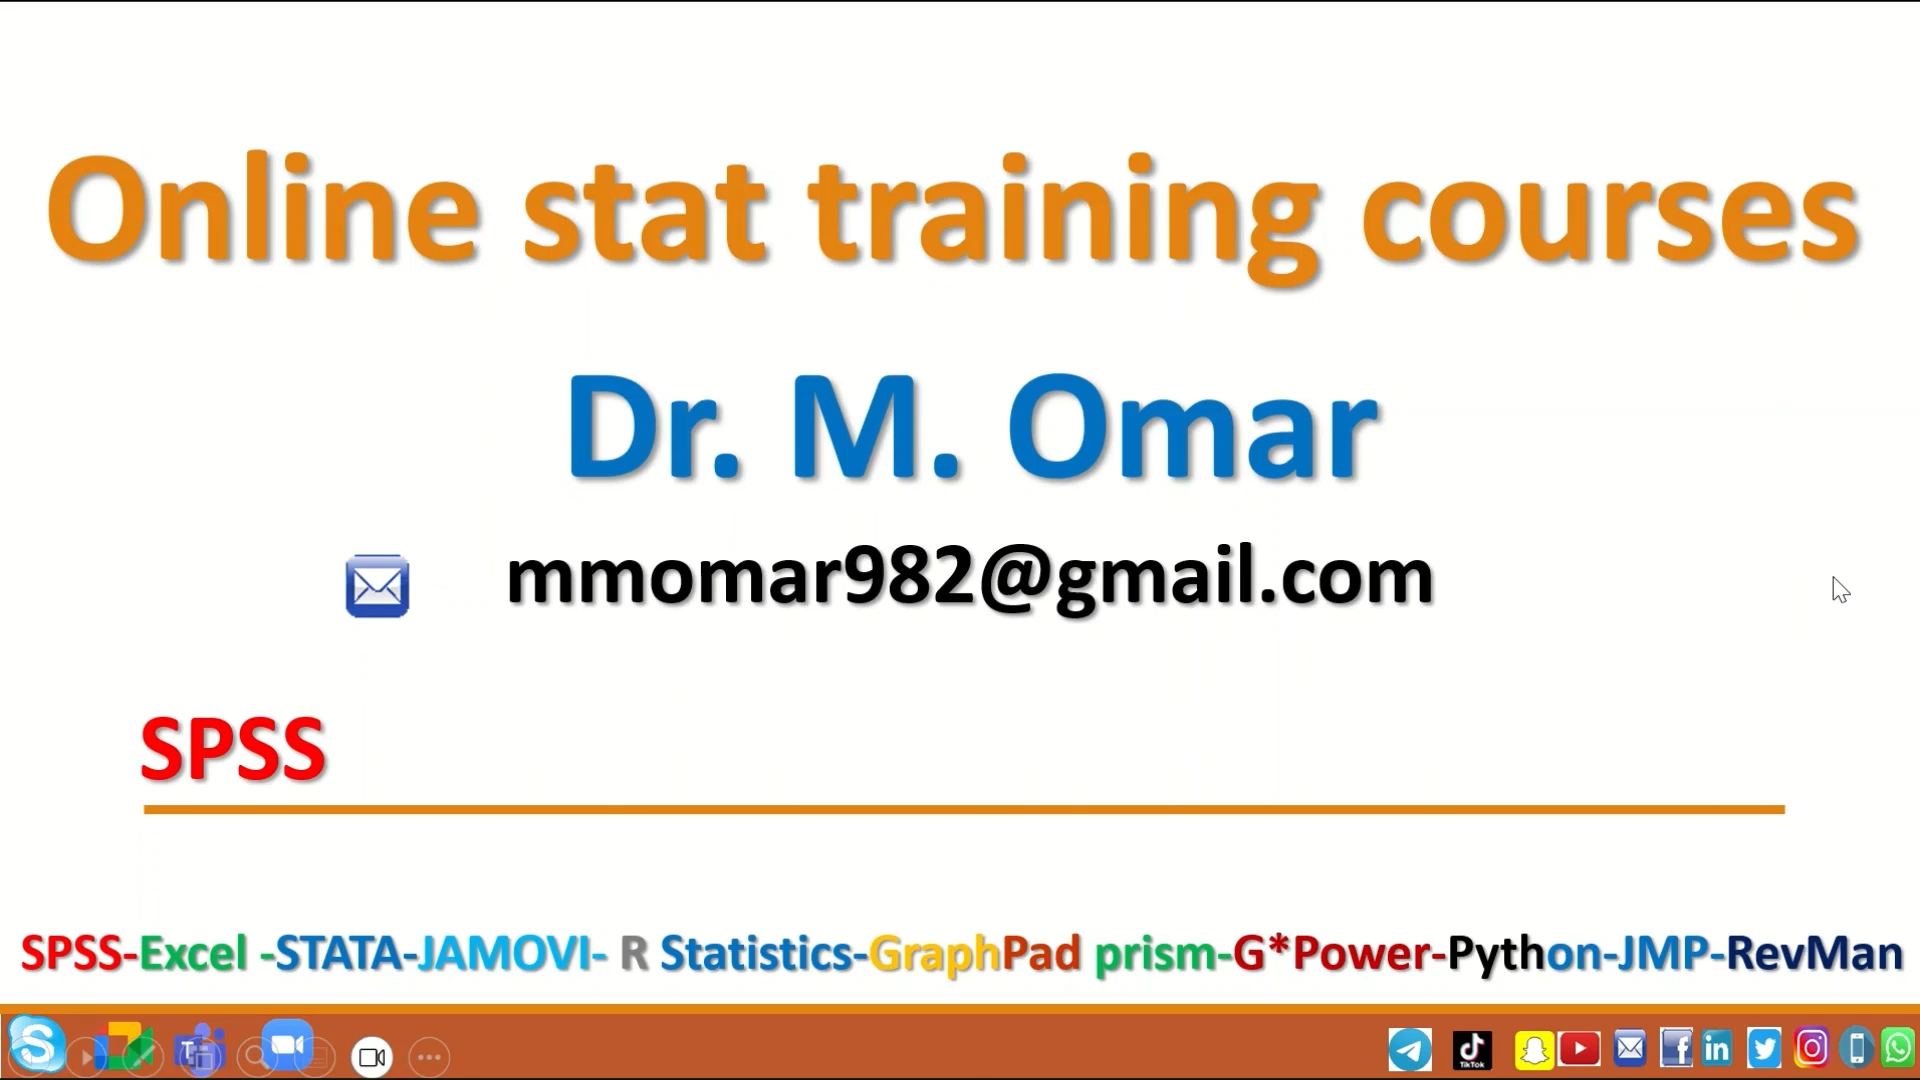 Online stat training courses
Dr. M. Omar
mmomar982@gmail.com
SPSS
SPSS-Excel -STATA-JAMOVI- R Statistics-GraphPad prism-G*Power-Python-JMP-RevMan
TikTok